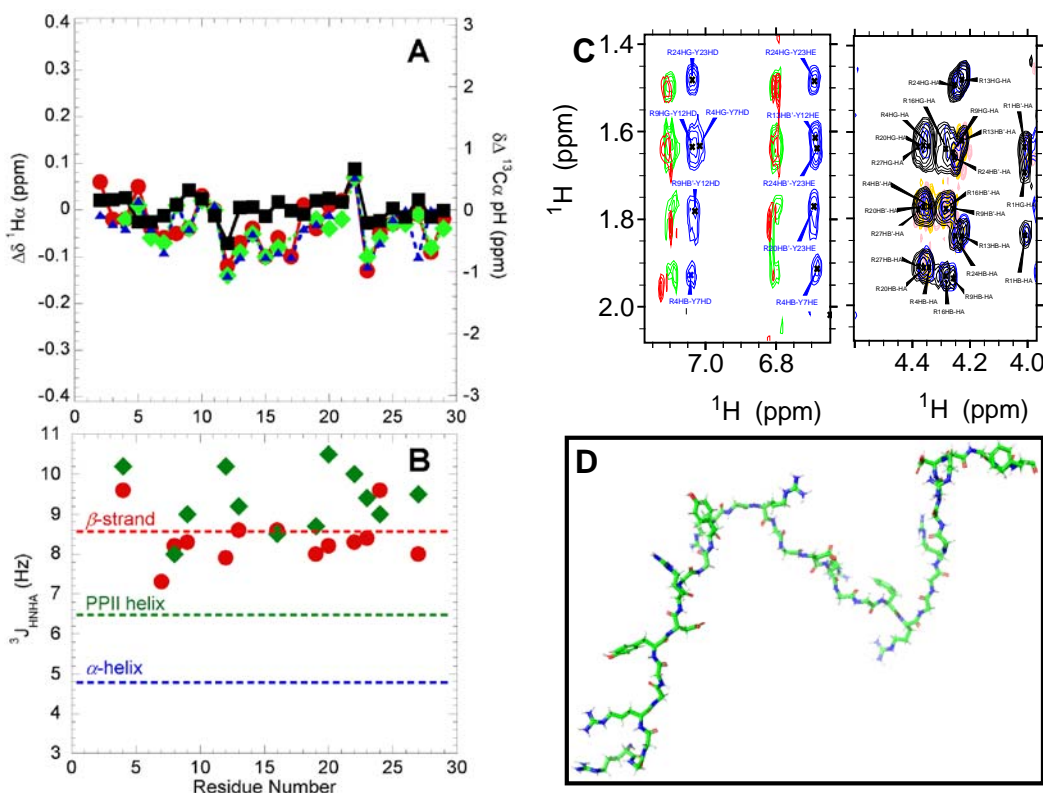 A
0.4
0.3
0.2
0.1
0
-0.1
-0.2
-0.3
-0.4
3
2
1
0
-1
-2
-3
Δδ ¹Hα (ppm)
δΔ ¹³Cα pH (ppm)
0 5 10 15 20 25 30
B
11
10
9
8
7
6
5
4
3
β-strand
PPII helix
α-helix
³J HNHA (Hz)
0 5 10 15 20 25 30
Residue Number
C
1.4
1.6
1.8
2.0
¹H (ppm)
R24HG-Y23HD R24HG-Y23HE
R9HG-Y12HD R4HG-Y7HD R13HB'-Y12HE
R9HB'-Y12HD R24HB'-Y23HE
R20HB'-Y23HE
R4HB-Y7HD R4HB-Y7HE
7.0 6.8
¹H (ppm)
R24HG-HA R13HG-HA
R16HG-HA R9HG-HA R1HB'-HA
R4HG-HA R13HB'-HA
R20HG-HA
R27HG-HA R24HB'-HA
R4HB'-HA R16HB'-HA R1HG-HA
R20HB'-HA R9HB'-HA
R27HB'-HA R13HB-HA
R27HB-HA R24HB-HA R1HB-HA
R20HB-HA
R4HB-HA R9HB-HA
R16HB-HA
4.4 4.2 4.0
¹H (ppm)
D